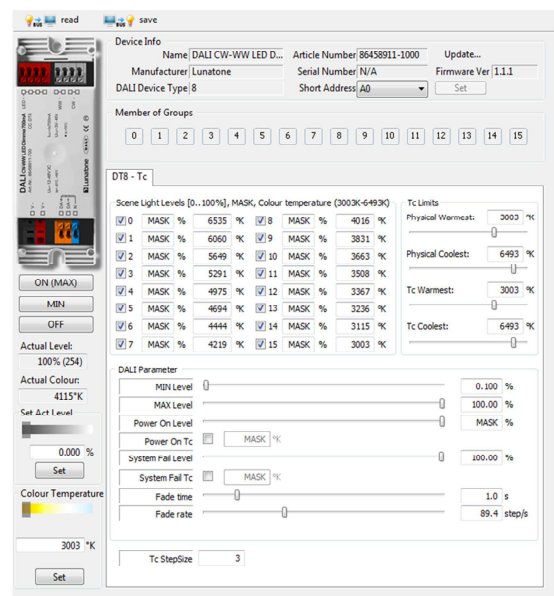 read save
Device Info
Name DALI CW-WW LED D... Article Number 86458911-1000 Update...
Manufacturer Lunatone Serial Number N/A Firmware Ver 1.1.1
DALI Device Type 8 Short Address A0 Set
Member of Groups
0 1 2 3 4 5 6 7 8 9 10 11 12 13 14 15
DT8 - Tc
Scene Light Levels [0..100%], MASK, Colour temperature (3003K-6493K)
0 MASK % 6535 °K 8 MASK % 4016 °K
1 MASK % 6060 °K 9 MASK % 3831 °K
2 MASK % 5649 °K 10 MASK % 3663 °K
3 MASK % 5291 °K 11 MASK % 3508 °K
4 MASK % 4975 °K 12 MASK % 3367 °K
5 MASK % 4694 °K 13 MASK % 3236 °K
6 MASK % 4444 °K 14 MASK % 3115 °K
7 MASK % 4219 °K 15 MASK % 3003 °K
Tc Limits
Physical Warmest: 3003 °K
Physical Coolest: 6493 °K
Tc Warmest: 3003 °K
Tc Coolest: 6493 °K
DALI Parameter
MIN Level 0.100 %
MAX Level 100.00 %
Power On Level MASK %
Power On Tc MASK °K
System Fail Level 100.00 %
System Fail Tc MASK °K
Fade time 1.0 s
Fade rate 89.4 step/s
Tc StepSize 3
Lunatone
ON (MAX)
MIN
OFF
Actual Level:
100% (254)
Actual Colour:
4115°K
Set Act Level
0.000 %
Set
Colour Temperature
3003 °K
Set